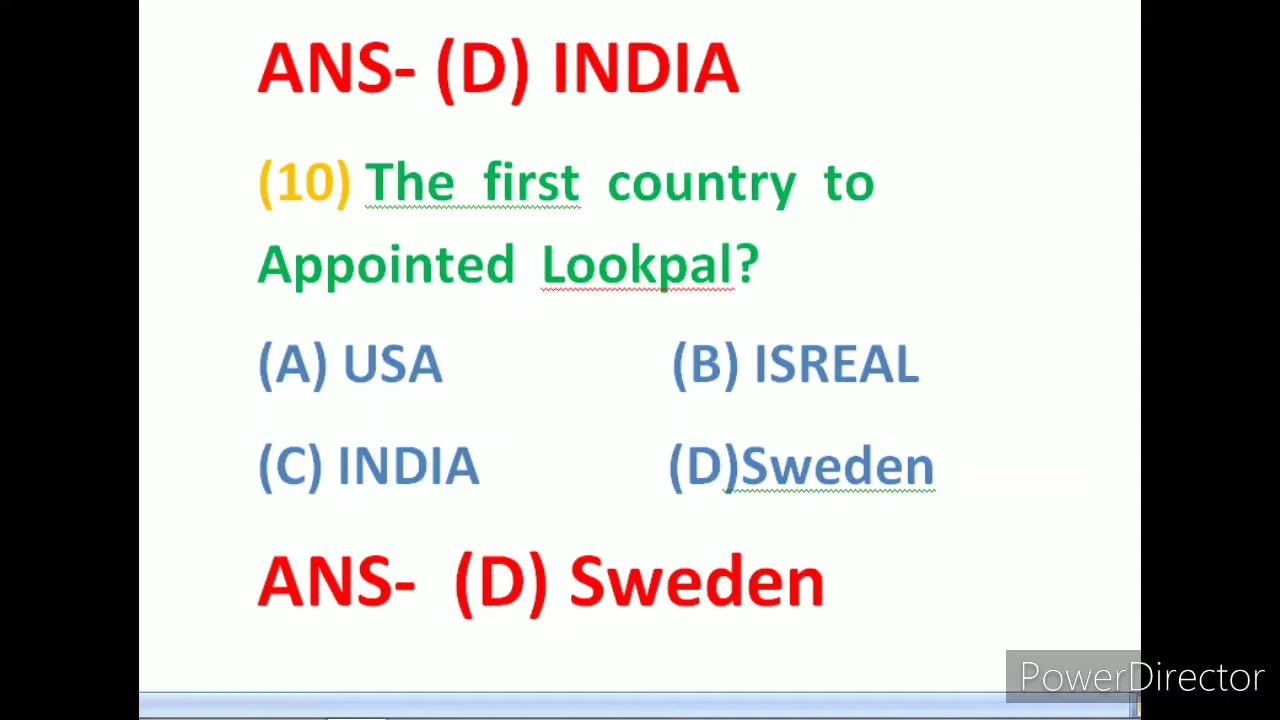 ANS- (D) INDIA
(10) The first country to
Appointed Lookpal?
(A) USA (B) ISREAL
(C) INDIA (D)Sweden
ANS- (D) Sweden
PowerDirector